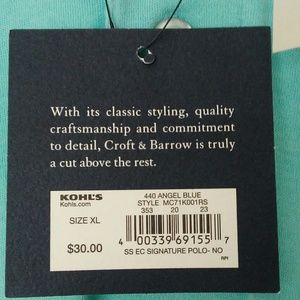 With its classic styling, quality
craftsmanship and commitment
to detail, Croft & Barrow is truly
a cut above the rest.
KOHL'S
Kohls.com
440 ANGEL BLUE
STYLE MC71K001RS
353 20 23
SIZE XL
$30.00
4 00339 69155 7
SS EC SIGNATURE POLO- NO
RPI